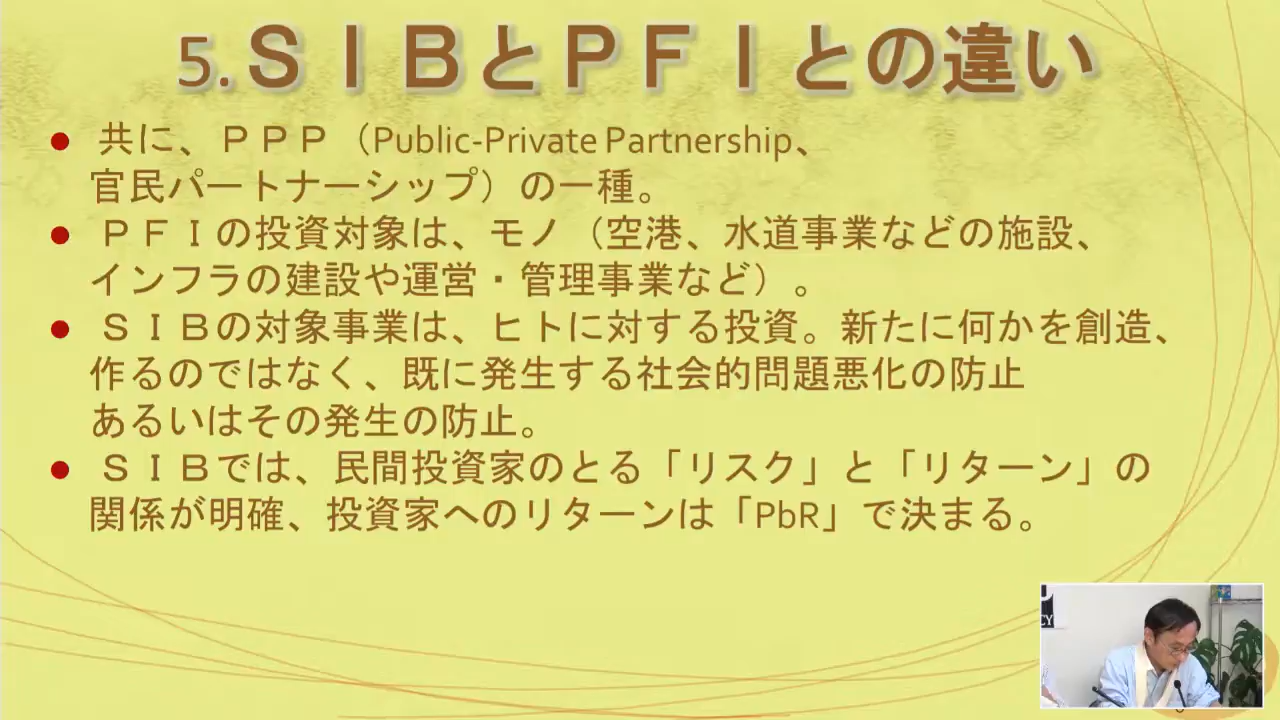 5.ＳＩＢとＰＦＩとの違い
共に、ＰＰＰ（Public-Private Partnership、
官民パートナーシップ）の一種。
ＰＦＩの投資対象は、モノ（空港、水道事業などの施設、
インフラの建設や運営・管理事業など）。
ＳＩＢの対象事業は、ヒトに対する投資。新たに何かを創造、
作るのではなく、既に発生する社会的問題悪化の防止
あるいはその発生の防止。
ＳＩＢでは、民間投資家のとる「リスク」と「リターン」の
関係が明確、投資家へのリターンは「PbR」で決まる。